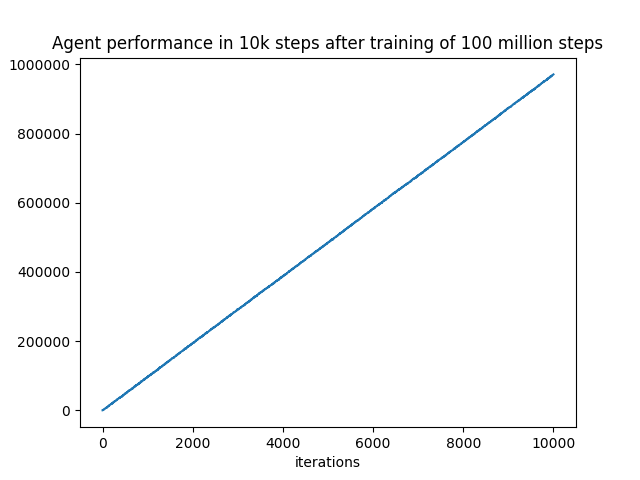 Agent performance in 10k steps after training of 100 million steps
1000000
800000
600000
400000
200000
0
0 2000 4000 6000 8000 10000
iterations